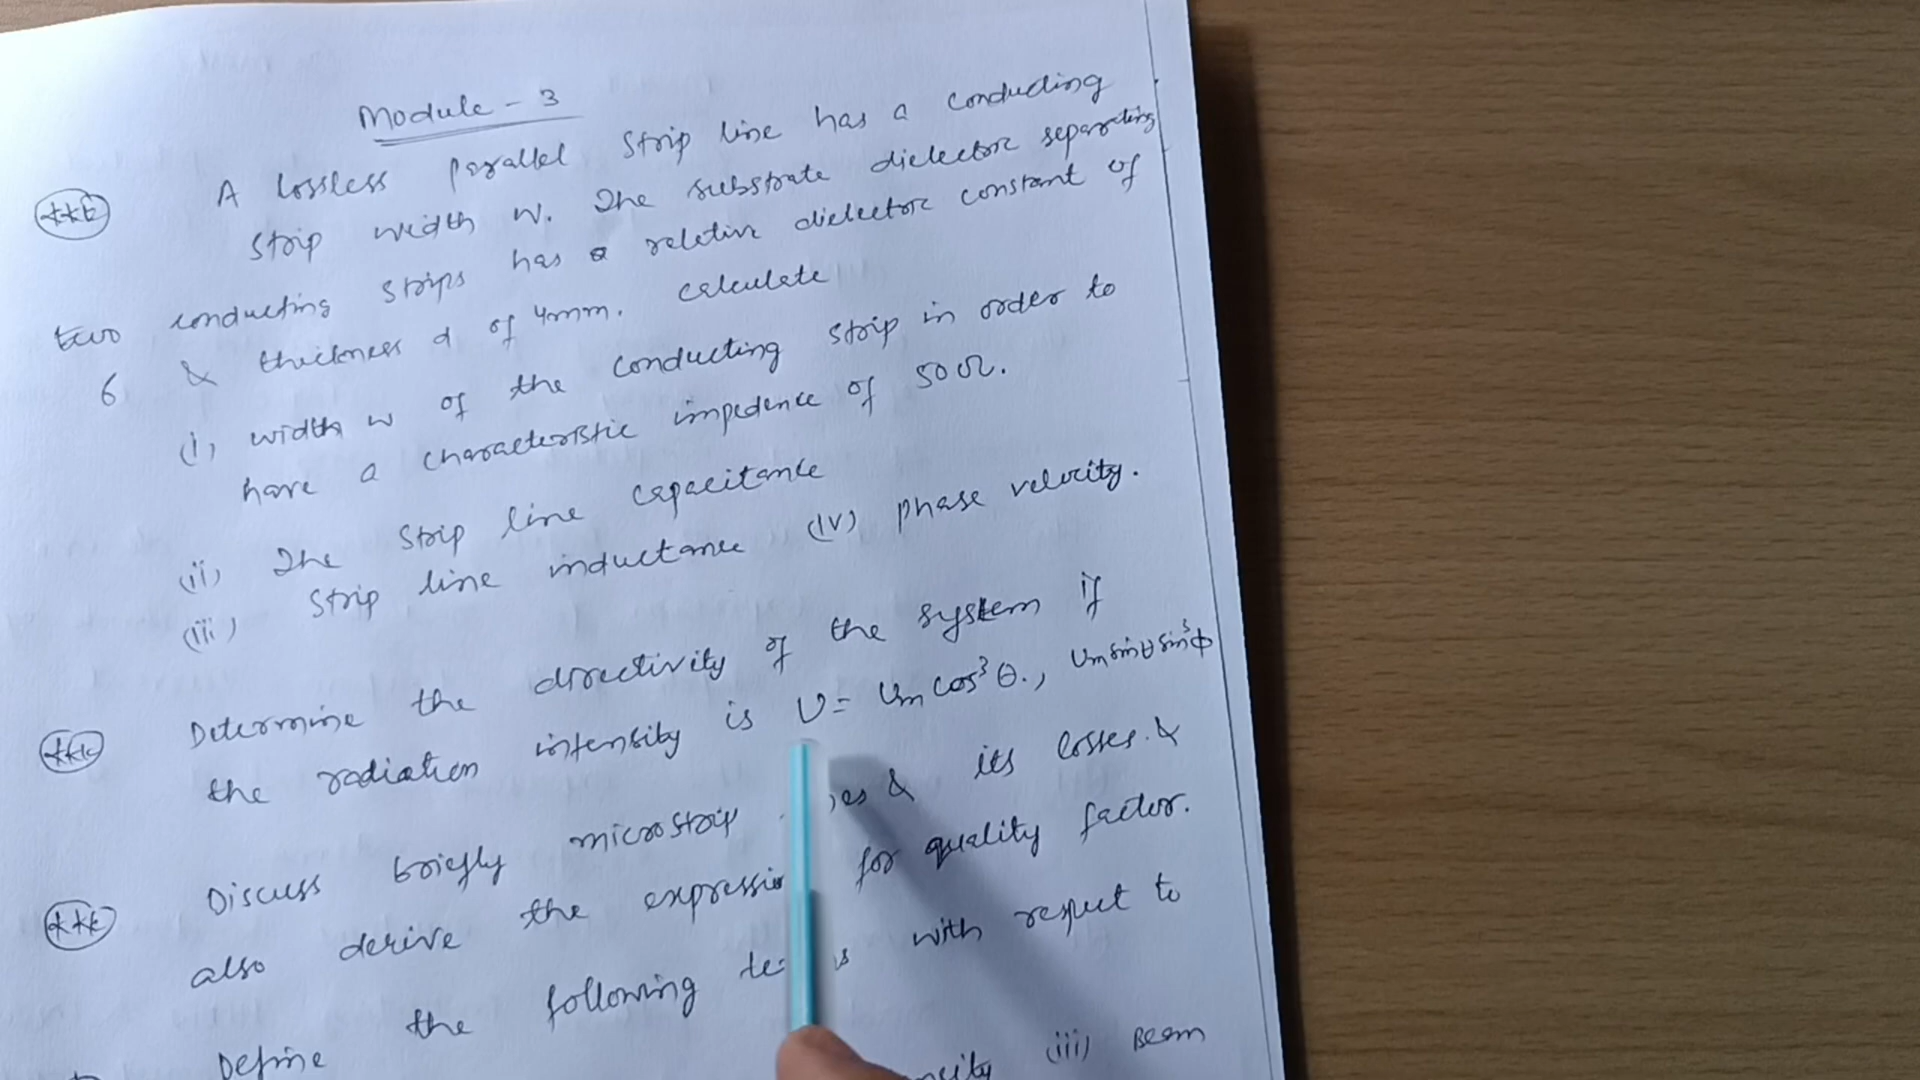 Module - 3
*** A lossless parallel strip line has a conducting
strip width W. The substrate dielectric separating
two conducting strips has a relative dielectric constant of
6 & thickness d of 4mm. calculate
(i) width w of the conducting strip in order to
have a characteristic impedence of 50Ω.
(ii) The strip line capacitance
(iii) strip line inductance (iv) phase velocity.
*** Determine the directivity of the system if
the radiation intensity is U = Um cos³θ., Um sinθ sin³ϕ
*** Discuss briefly microstrip & its losses. &
also derive the expression for quality factor.
Define the following with respect to
(iii) Beam